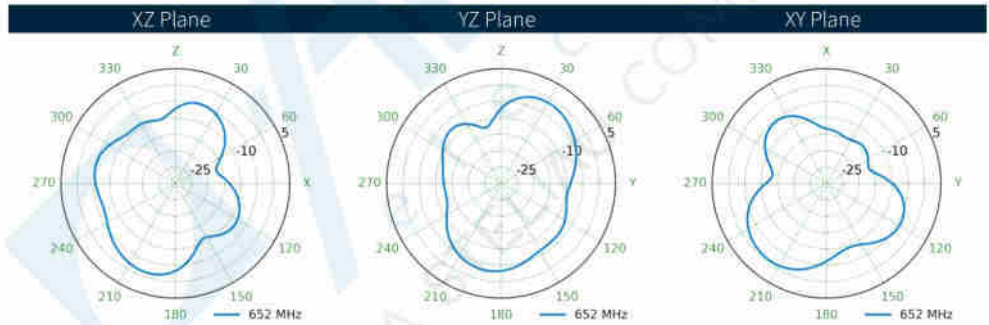 XZ Plane YZ Plane XY Plane
Z Z X
330 30 330 30 330 30
300 60 300 60 300 60
5 5 5
-10 -10 -10
-25 -25 -25
270 X 270 Y 270 Y
240 120 240 120 240 120
210 150 210 150 210 150
180 180 180
652 MHz 652 MHz 652 MHz